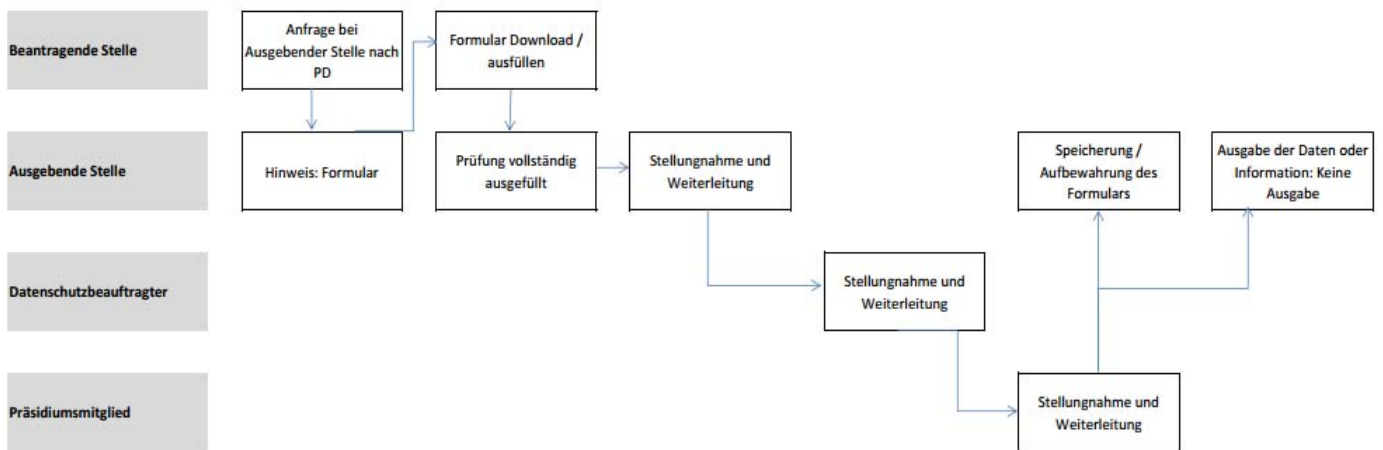 Beantragende Stelle
Anfrage bei
Ausgebender Stelle nach
PD
Formular Download /
ausfüllen
Ausgebende Stelle
Hinweis: Formular
Prüfung vollständig
ausgefüllt
Stellungnahme und
Weiterleitung
Speicherung /
Aufbewahrung des
Formulars
Ausgabe der Daten oder
Information: Keine
Ausgabe
Datenschutzbeauftragter
Stellungnahme und
Weiterleitung
Präsidiumsmitglied
Stellungnahme und
Weiterleitung